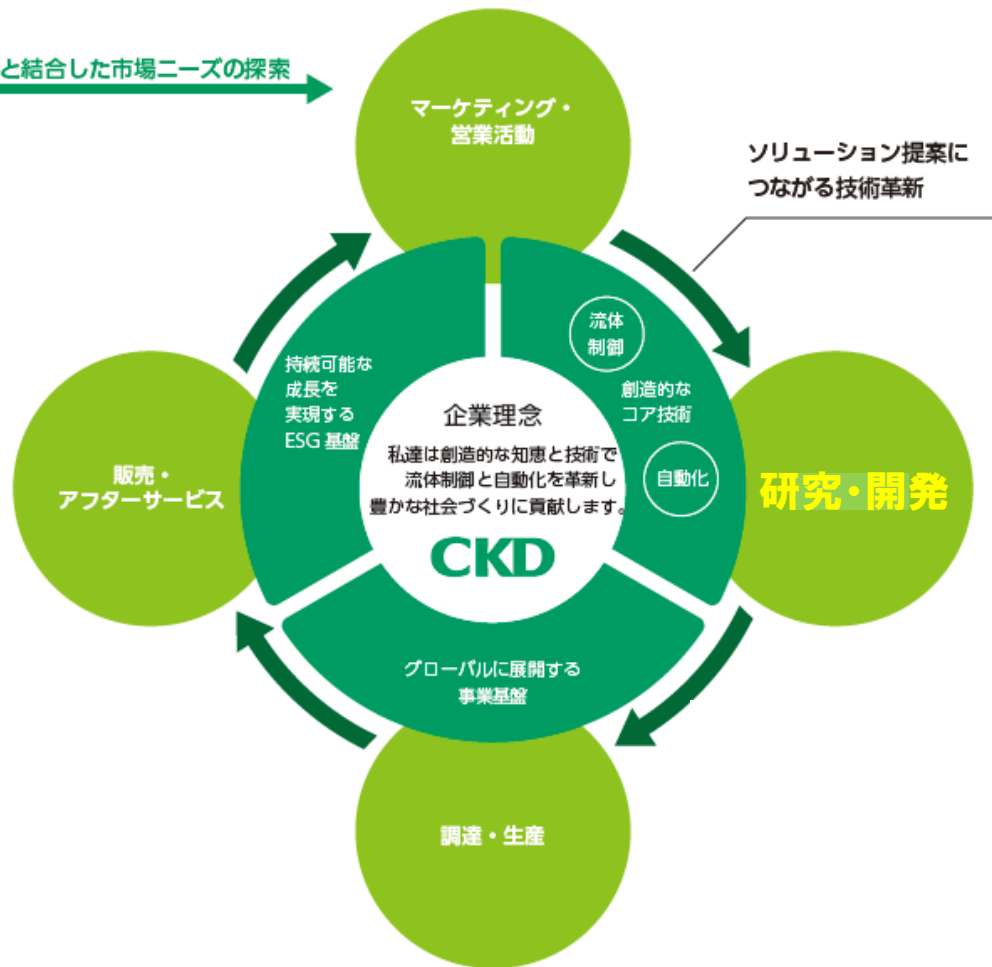 と結合した市場ニーズの探索
マーケティング・
営業活動
ソリューション提案に
つながる技術革新
流体
制御
創造的な
コア技術
自動化
持続可能な
成長を
実現する
ESG 基盤
企業理念
私達は創造的な知恵と技術で
流体制御と自動化を革新し
豊かな社会づくりに貢献します。
CKD
販売・
アフターサービス
研究・開発
グローバルに展開する
事業基盤
調達・生産